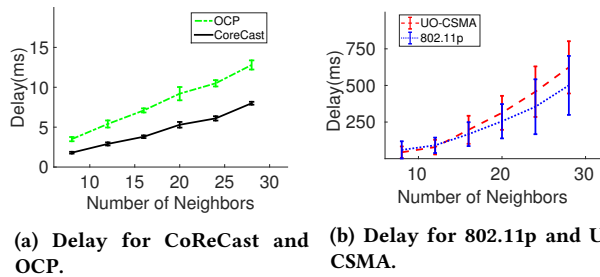 OCP
CoreCast
15
10
5
0
Delay(ms)
10 15 20 25 30
Number of Neighbors
(a) Delay for CoReCast and
OCP.
UO-CSMA
802.11p
750
500
250
Delay(ms)
10 15 20 25 30
Number of Neighbors
(b) Delay for 802.11p and U
CSMA.